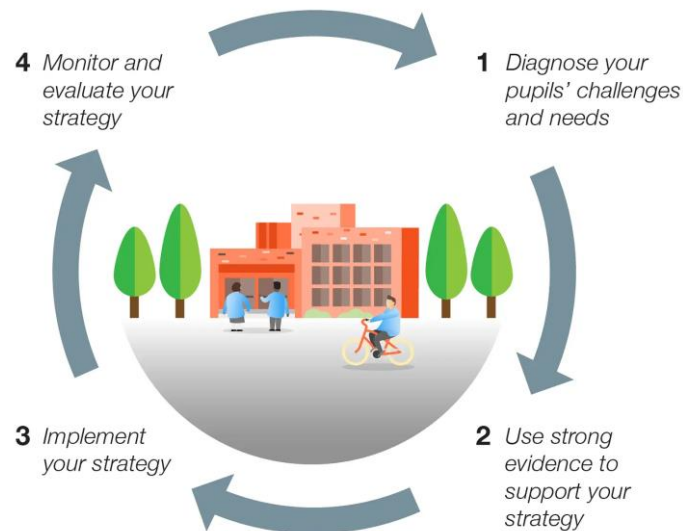 1 Diagnose your
pupils’ challenges
and needs
2 Use strong
evidence to
support your
strategy
3 Implement
your strategy
4 Monitor and
evaluate your
strategy